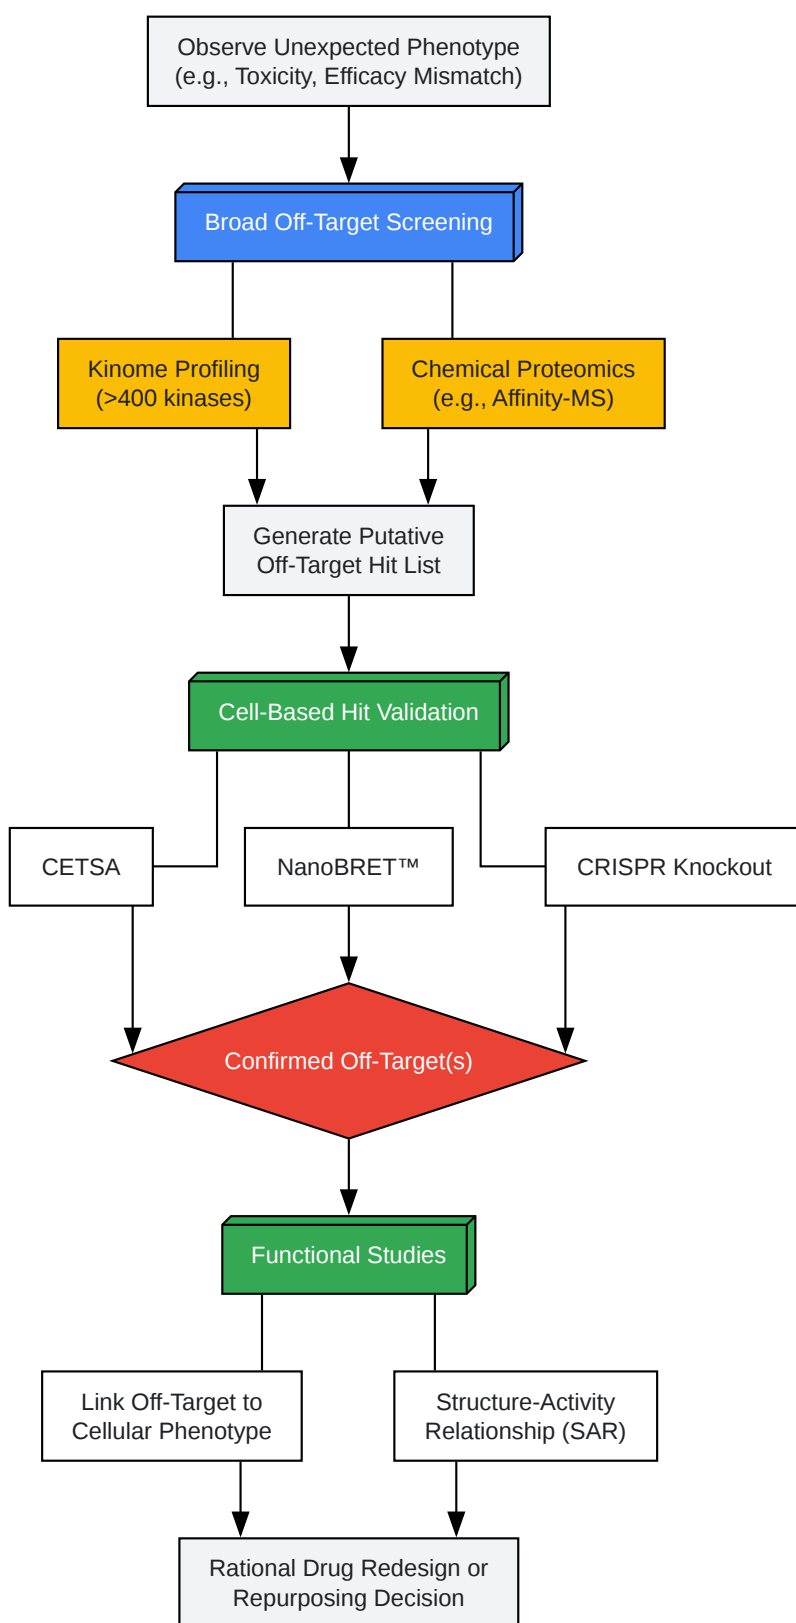 Observe Unexpected Phenotype
(e.g., Toxicity, Efficacy Mismatch)
Broad Off-Target Screening
Kinome Profiling
(>400 kinases)
Chemical Proteomics
(e.g., Affinity-MS)
Generate Putative
Off-Target Hit List
Cell-Based Hit Validation
CETSA
NanoBRET™
CRISPR Knockout
Confirmed Off-Target(s)
Functional Studies
Link Off-Target to
Cellular Phenotype
Structure-Activity
Relationship (SAR)
Rational Drug Redesign or
Repurposing Decision